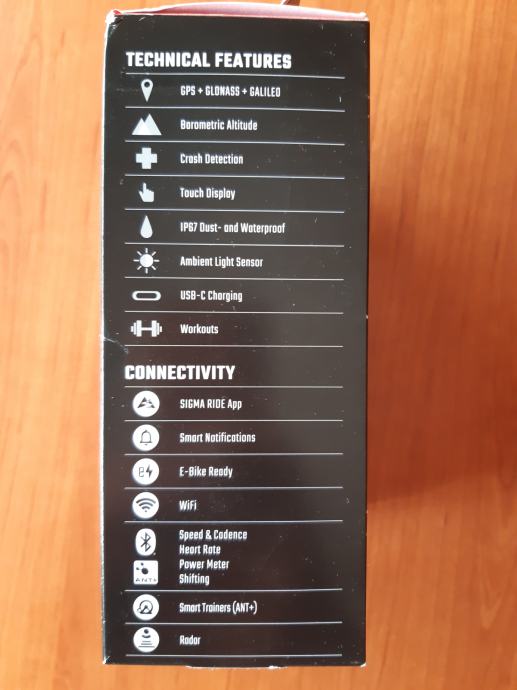 TECHNICAL FEATURES
GPS + GLONASS + GALILEO
Barometric Altitude
Crash Detection
Touch Display
IP67 Dust- and Waterproof
Ambient Light Sensor
USB-C Charging
Workouts
CONNECTIVITY
SIGMA RIDE App
Smart Notifications
E-Bike Ready
WiFi
Speed & Cadence
Heart Rate
Power Meter
ANT+
Shifting
Smart Trainers (ANT+)
Radar